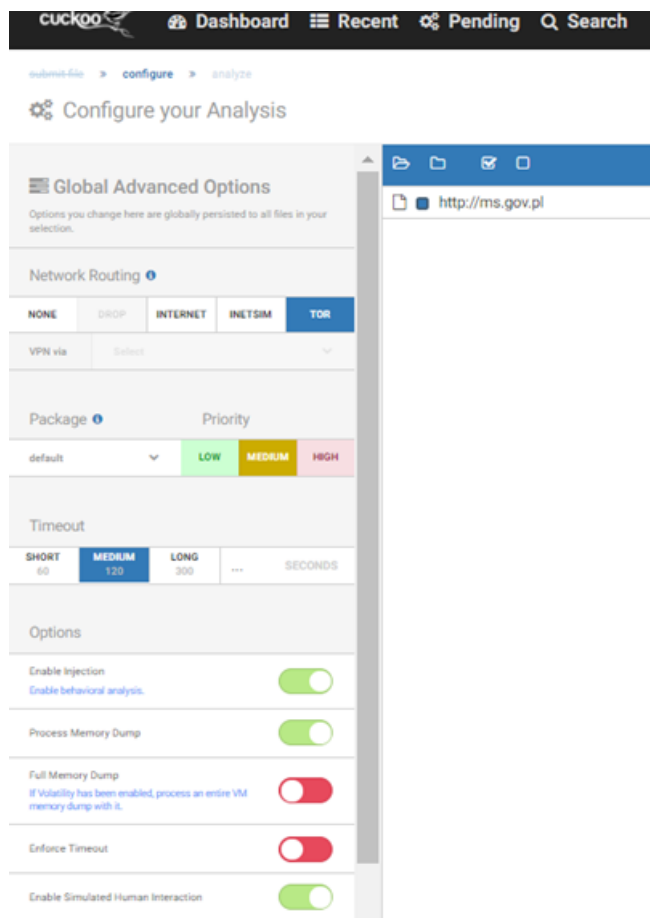 cuckoo Dashboard Recent Pending Search
submit-file » configure » analyze
Configure your Analysis
Global Advanced Options
Options you change here are globally persisted to all files in your
selection.
http://ms.gov.pl
Network Routing
NONE DROP INTERNET INETSIM TOR
VPN via Select
Package Priority
default LOW MEDIUM HIGH
Timeout
SHORT MEDIUM LONG
60 120 300 ... SECONDS
Options
Enable Injection
Enable behavioral analysis.
Process Memory Dump
Full Memory Dump
If Volatility has been enabled, process an entire VM
memory dump with it.
Enforce Timeout
Enable Simulated Human Interaction